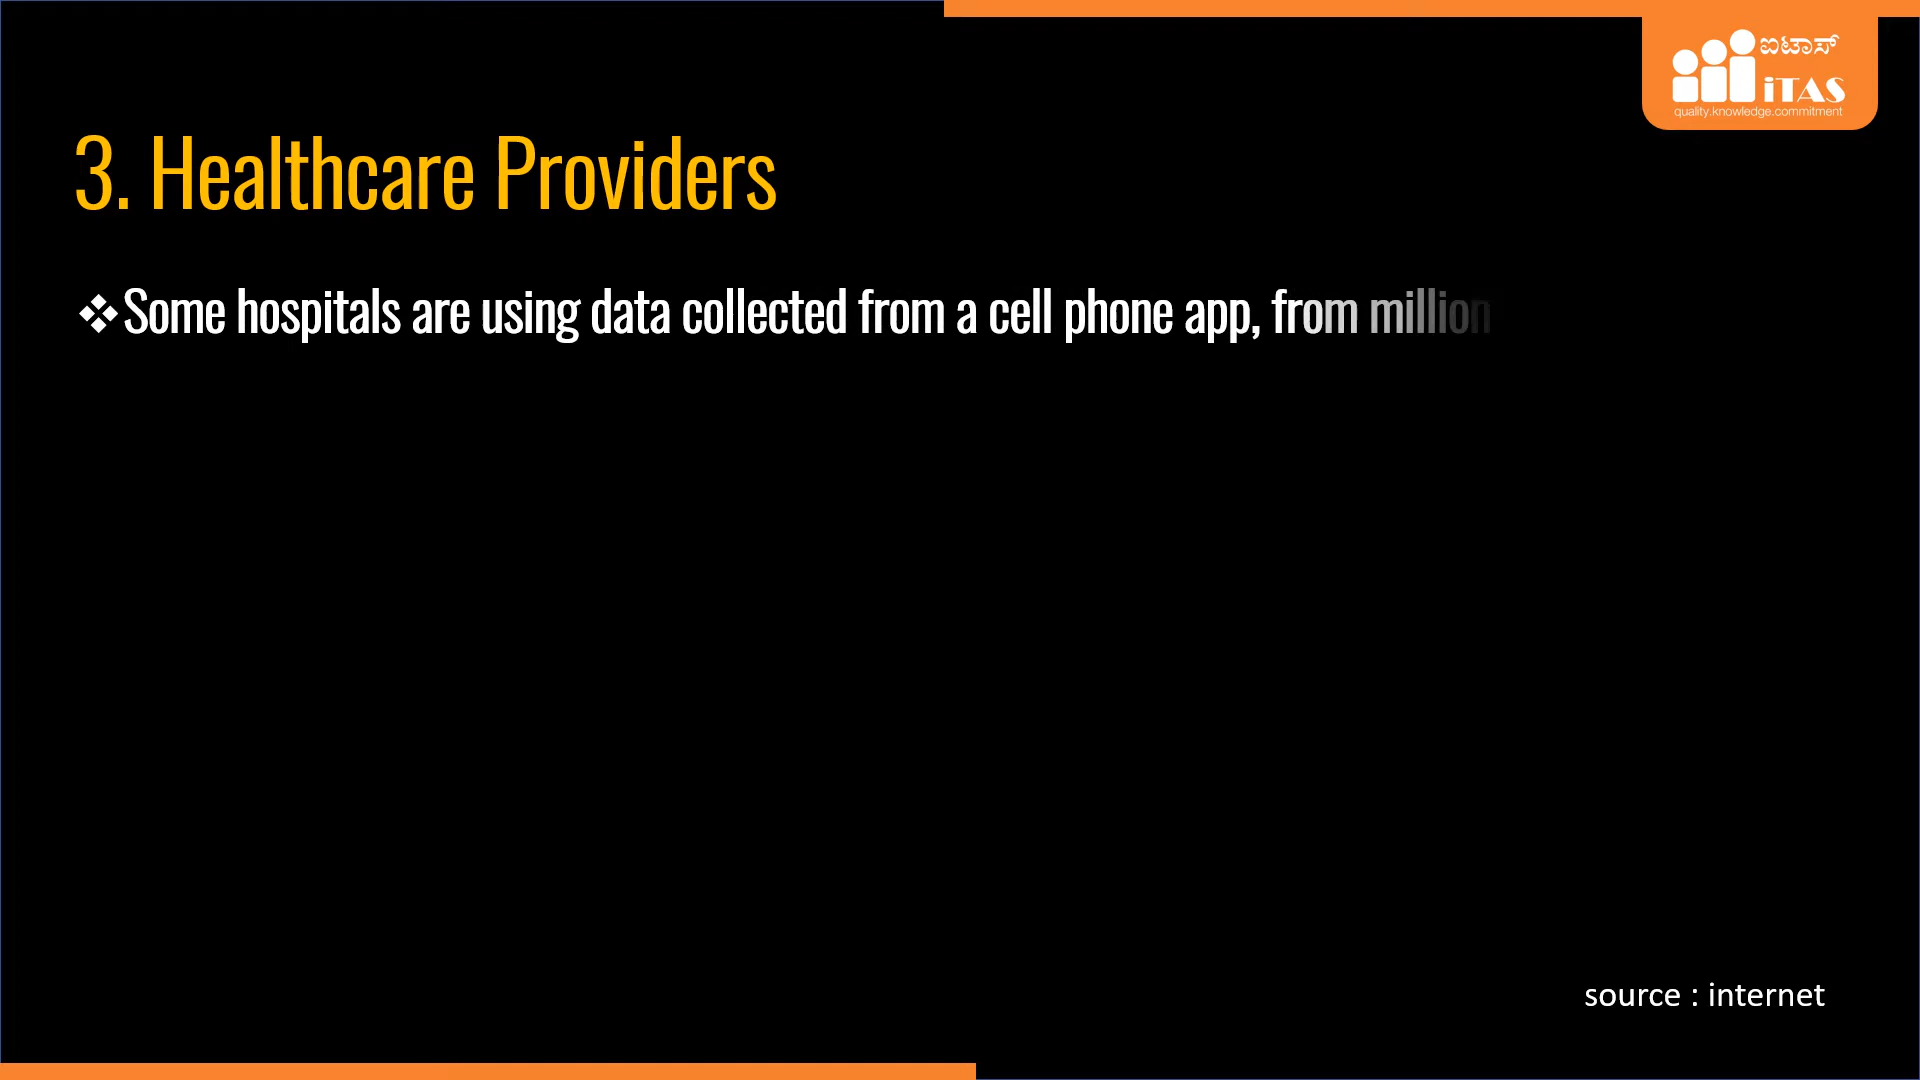 ಐಟಾಸ್
iTAS
quality.knowledge.commitment
3. Healthcare Providers
❖Some hospitals are using data collected from a cell phone app, from million
source : internet